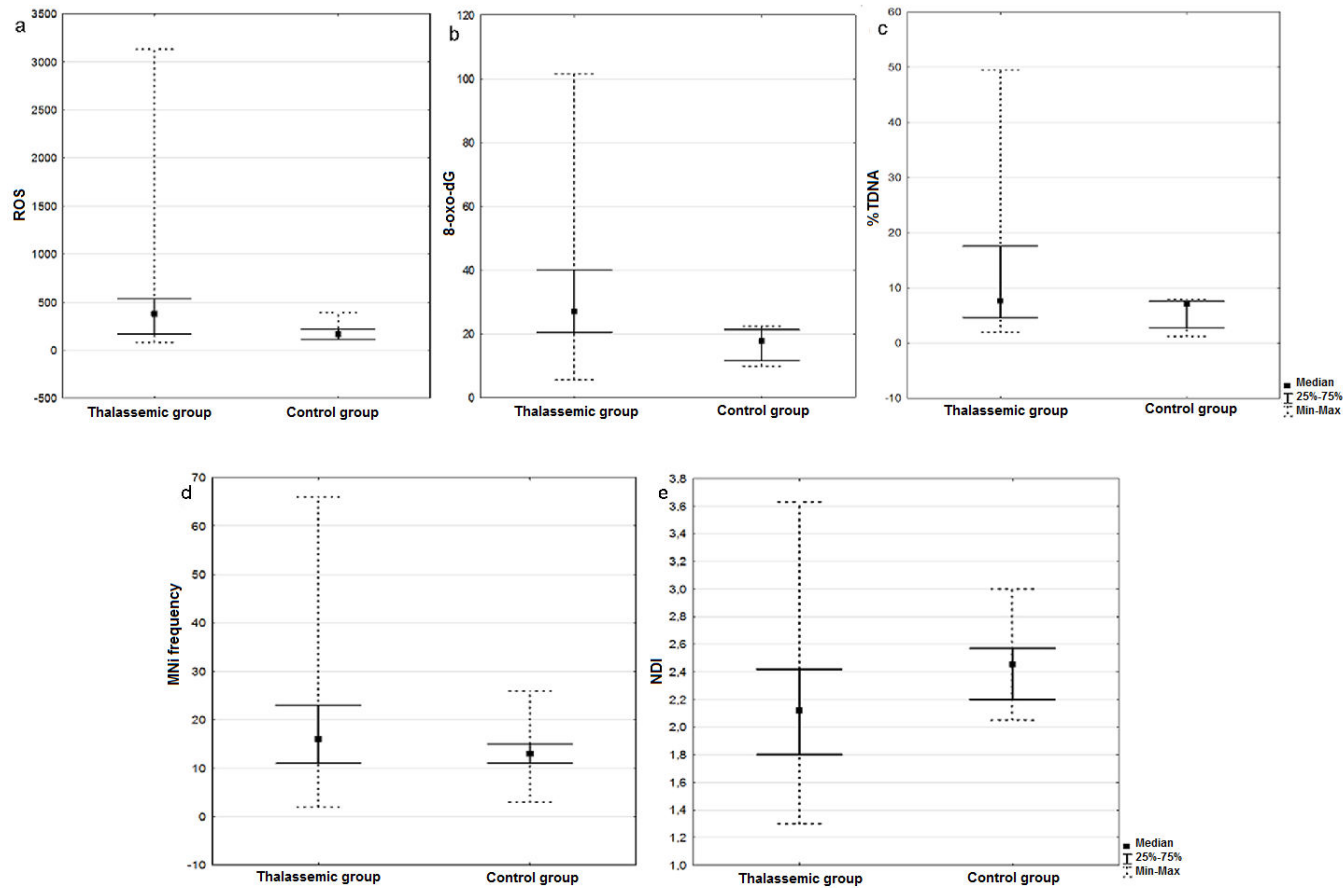 a
3500
3000
2500
2000
1500
1000
500
0
-500
ROS
Thalassemic group Control group
b
120
100
80
60
40
20
0
8-oxo-dG
Thalassemic group Control group
c
60
50
40
30
20
10
0
-10
%TDNA
Thalassemic group Control group
Median
25%-75%
Min-Max
d
70
60
50
40
30
20
10
0
-10
MNi frequency
Thalassemic group Control group
e
3.8
3.6
3.4
3.2
3.0
2.8
2.6
2.4
2.2
2.0
1.8
1.6
1.4
1.2
1.0
NDI
Thalassemic group Control group
Median
25%-75%
Min-Max